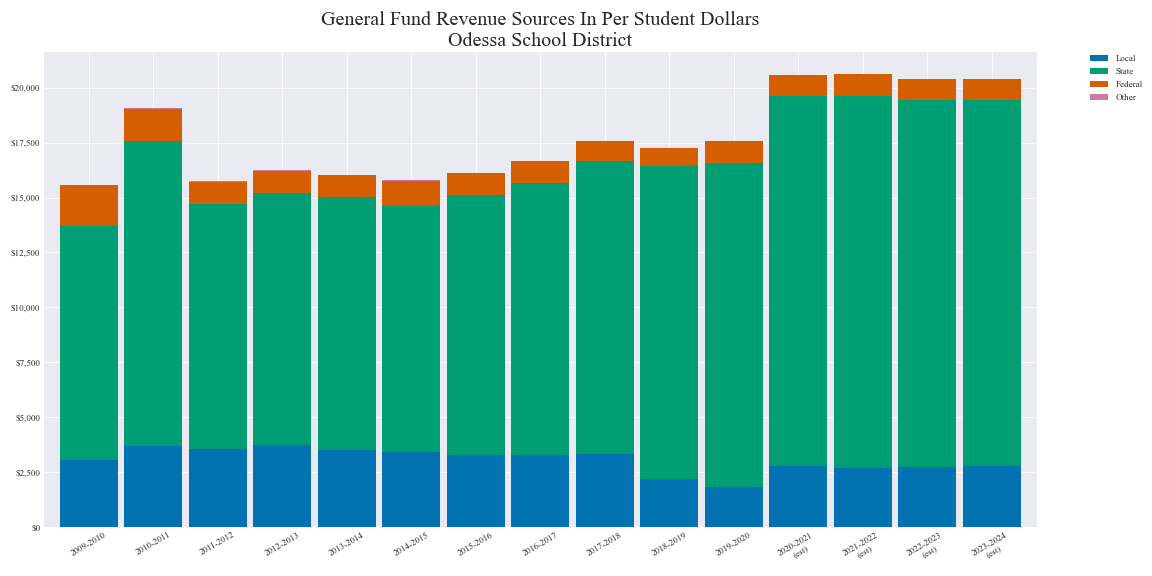 General Fund Revenue Sources In Per Student Dollars
Odessa School District
Local
State
Federal
Other
$20,000
$17,500
$15,000
$12,500
$10,000
$7,500
$5,000
$2,500
$0
2009-2010
2010-2011
2011-2012
2012-2013
2013-2014
2014-2015
2015-2016
2016-2017
2017-2018
2018-2019
2019-2020
2020-2021
(est)
2021-2022
(est)
2022-2023
(est)
2023-2024
(est)